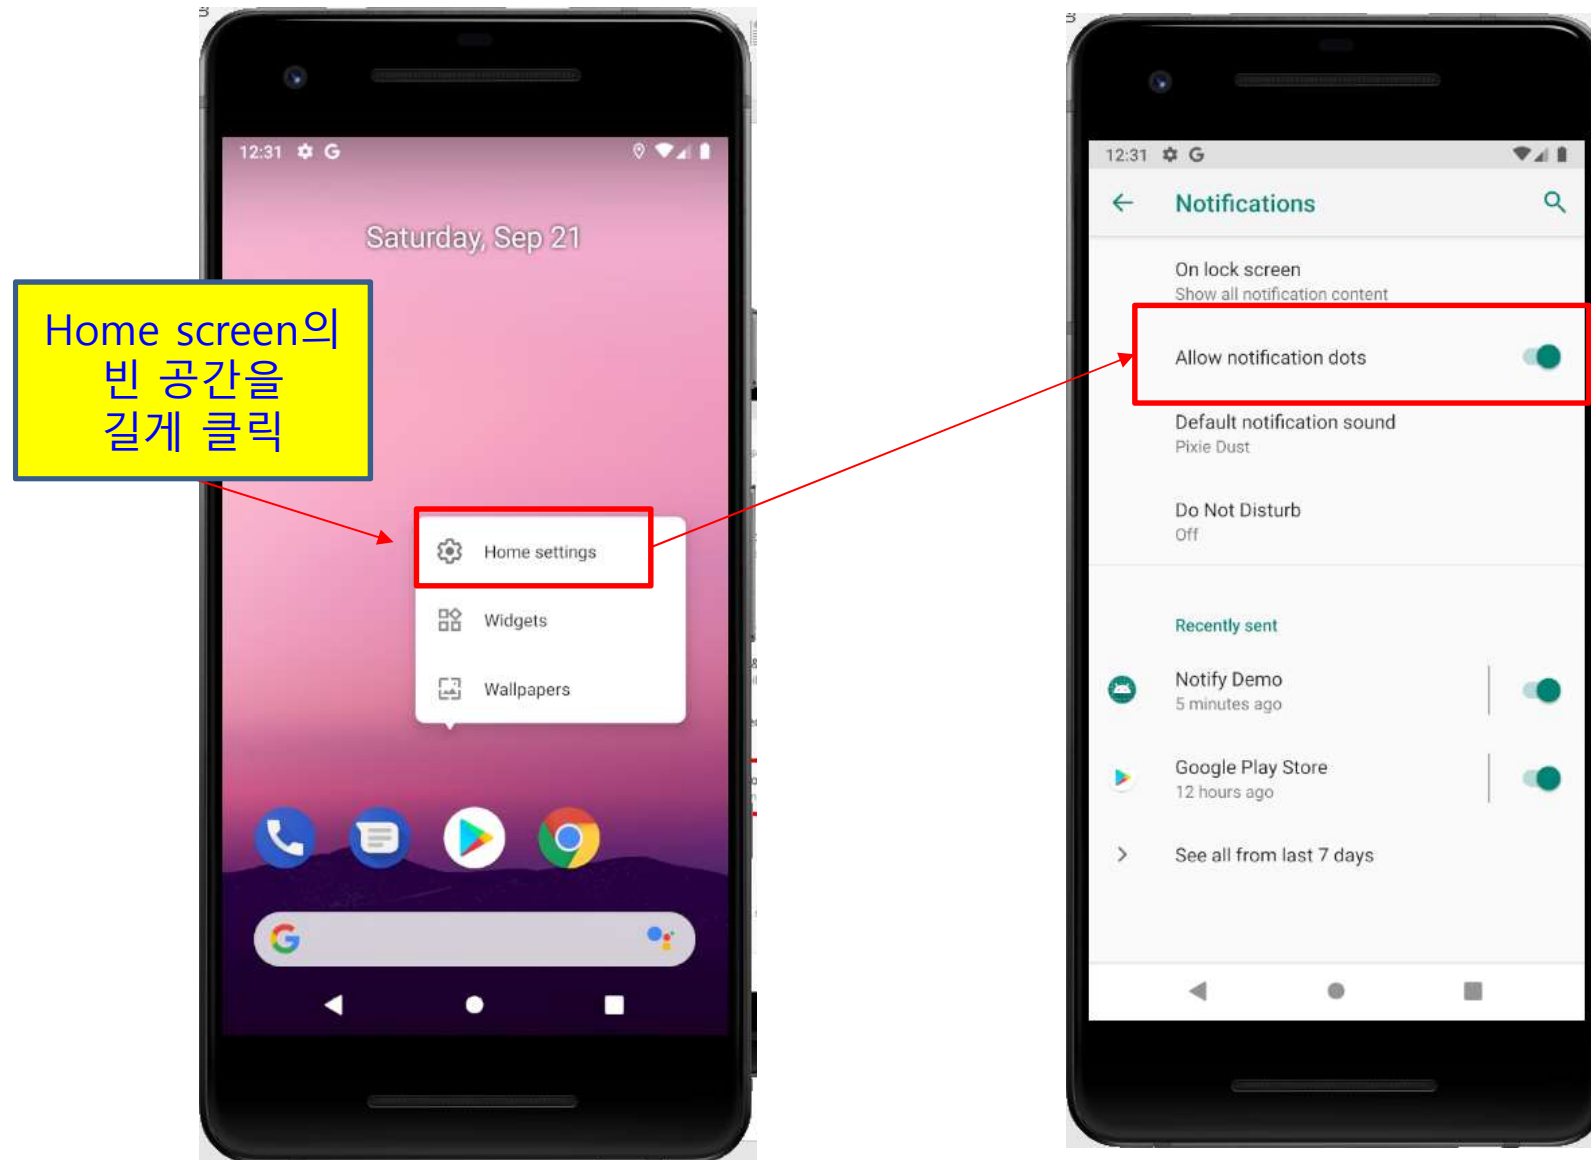 12:31 G
Saturday, Sep 21
Home screen의
빈 공간을
길게 클릭
Home settings
Widgets
Wallpapers
G
12:31 G
Notifications
On lock screen
Show all notification content
Allow notification dots
Default notification sound
Pixie Dust
Do Not Disturb
Off
Recently sent
Notify Demo
5 minutes ago
Google Play Store
12 hours ago
See all from last 7 days